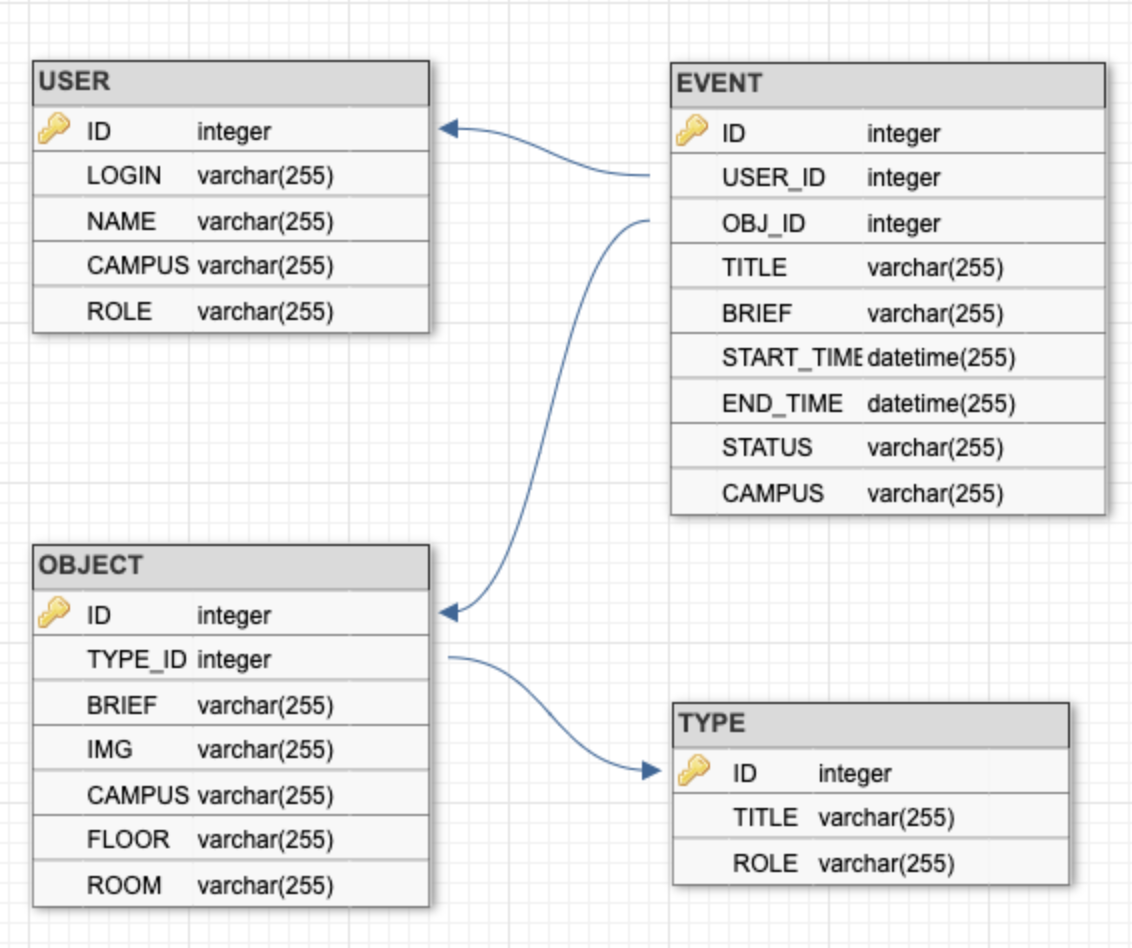 USER
ID integer
LOGIN varchar(255)
NAME varchar(255)
CAMPUS varchar(255)
ROLE varchar(255)
EVENT
ID integer
USER_ID integer
OBJ_ID integer
TITLE varchar(255)
BRIEF varchar(255)
START_TIME datetime(255)
END_TIME datetime(255)
STATUS varchar(255)
CAMPUS varchar(255)
OBJECT
ID integer
TYPE_ID integer
BRIEF varchar(255)
IMG varchar(255)
CAMPUS varchar(255)
FLOOR varchar(255)
ROOM varchar(255)
TYPE
ID integer
TITLE varchar(255)
ROLE varchar(255)